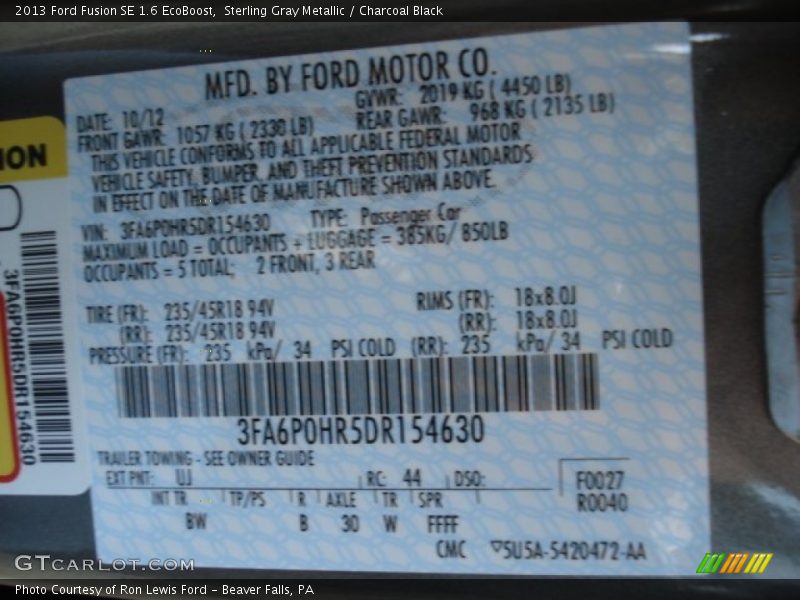 2013 Ford Fusion SE 1.6 EcoBoost, Sterling Gray Metallic / Charcoal Black
MFD. BY FORD MOTOR CO.
DATE: 10/12 GVWR: 2019 KG ( 4450 LB)
FRONT GAWR: 1057 KG ( 2330 LB) REAR GAWR: 968 KG ( 2135 LB)
THIS VEHICLE CONFORMS TO ALL APPLICABLE FEDERAL MOTOR
VEHICLE SAFETY, BUMPER, AND THEFT PREVENTION STANDARDS
IN EFFECT ON THE DATE OF MANUFACTURE SHOWN ABOVE.
VIN: 3FA6P0HR5DR154630 TYPE: Passenger Car
MAXIMUM LOAD = OCCUPANTS + LUGGAGE = 385KG/ 850LB
OCCUPANTS = 5 TOTAL; 2 FRONT, 3 REAR
TIRE (FR): 235/45R18 94V RIMS (FR): 18x8.0J
(RR): 235/45R18 94V (RR): 18x8.0J
PRESSURE (FR): 235 kPa/ 34 PSI COLD (RR): 235 kPa/ 34 PSI COLD
3FA6P0HR5DR154630
TRAILER TOWING - SEE OWNER GUIDE
EXT PNT: UJ RC: 44 DSO: F0027
R0040
INT TR TP/PS R AXLE TR SPR
BW B 30 W FFFF
CMC 5U5A-5420472-AA
ION
3FA6P0HR5DR154630
GTCARLOT.COM
Photo Courtesy of Ron Lewis Ford - Beaver Falls, PA